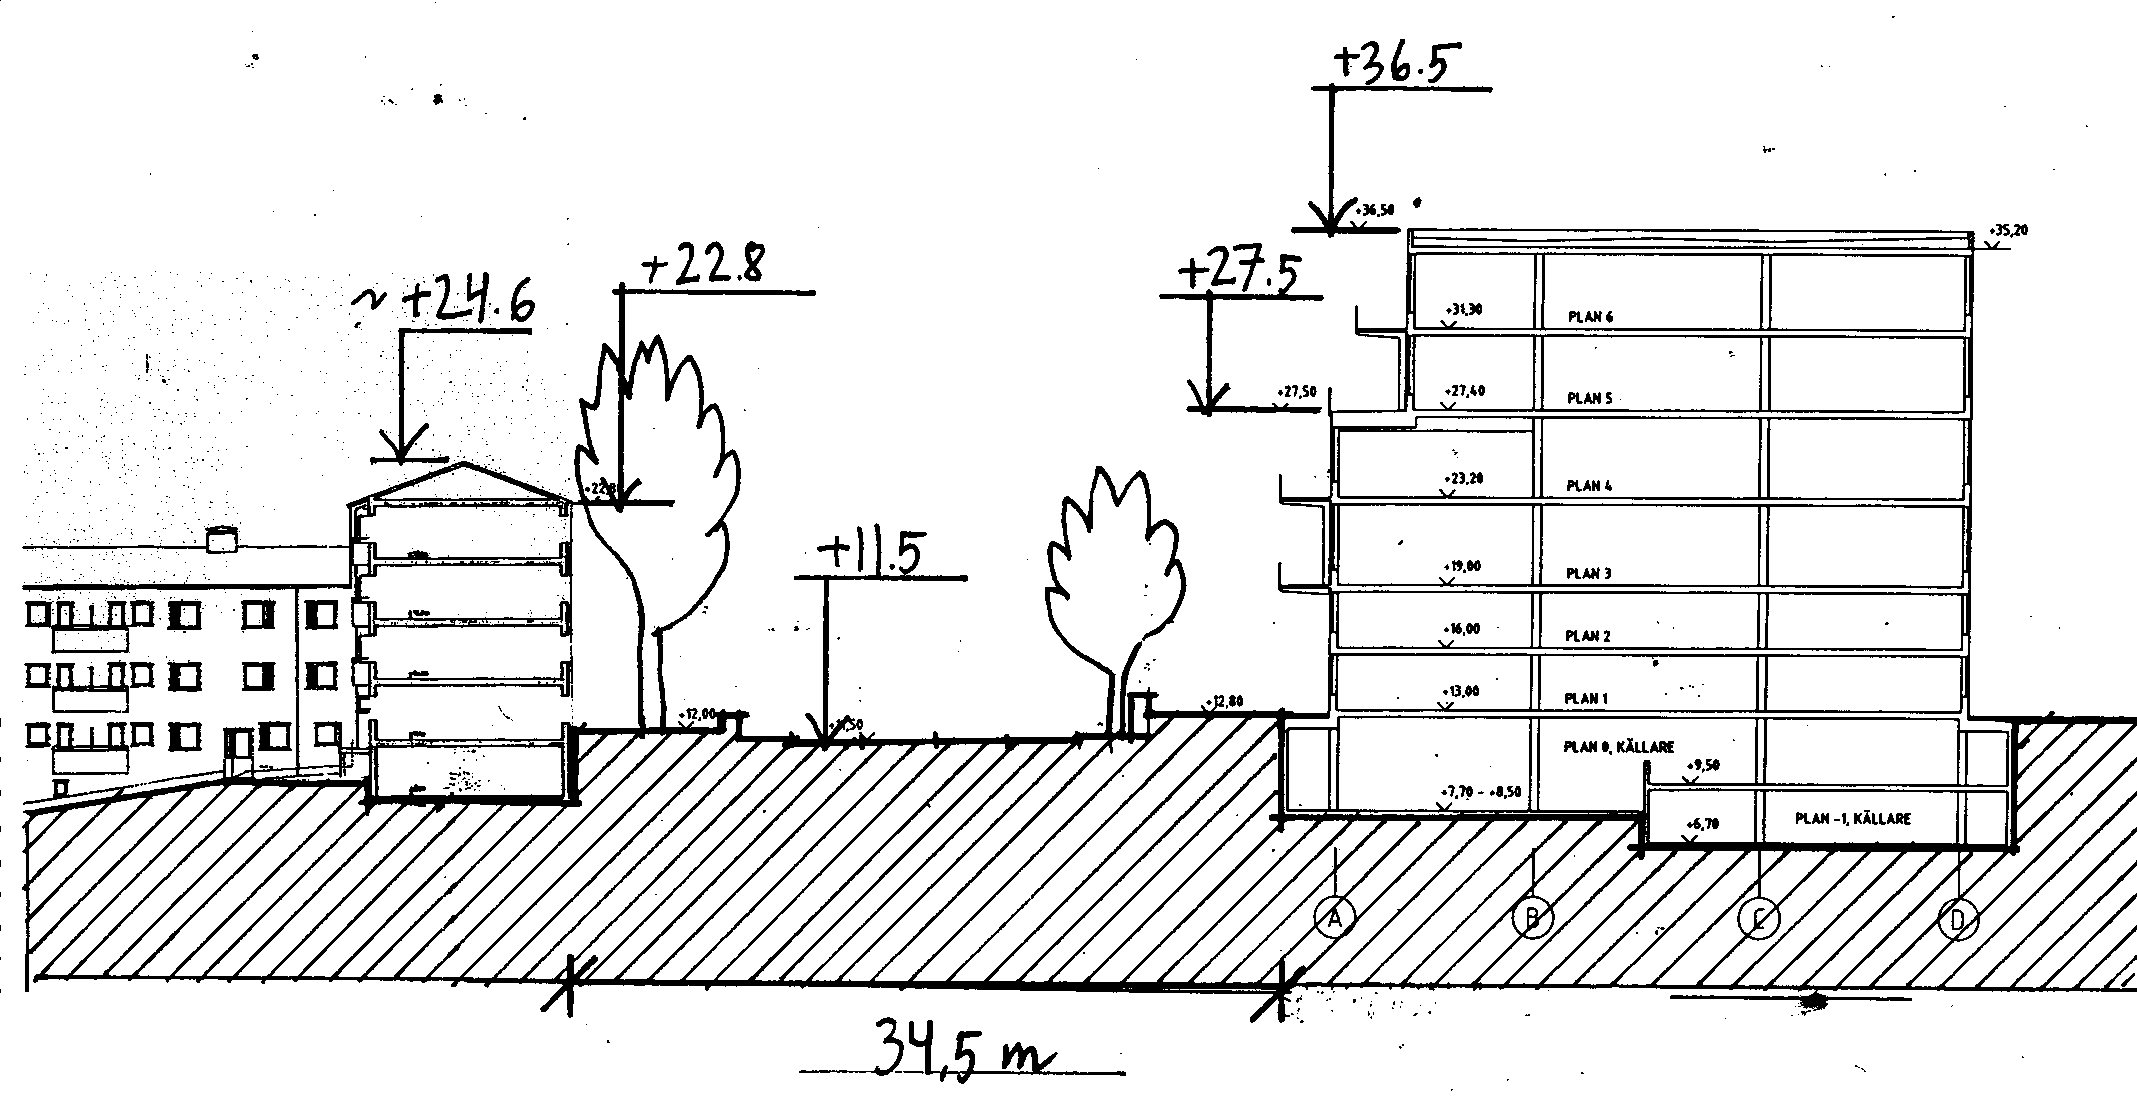 +36.5
+36,50
+35,20
+22.8
+27.5
~ +24.6
+31,30 PLAN 6
+27,50
+27,40 PLAN 5
+23,20 PLAN 4
+11.5
+19,00 PLAN 3
+16,00 PLAN 2
+13,00 PLAN 1
+12,00
+12,80
PLAN 0, KÄLLARE
+9,50
+7,70 - +8,50
+6,70
PLAN -1, KÄLLARE
A B C D
34,5 m